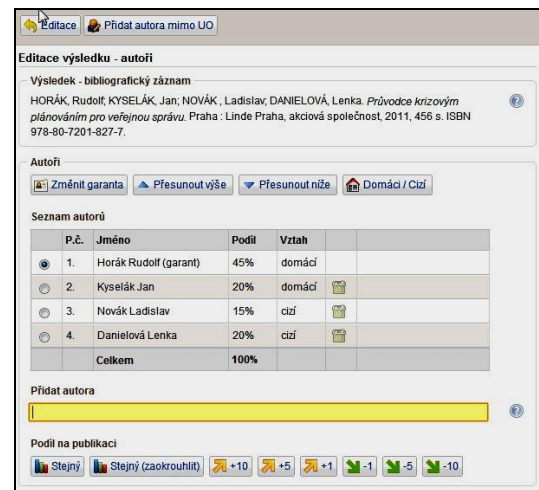 Editace Přidat autora mimo UO
Editace výsledku - autoři
Výsledek - bibliografický záznam
HORÁK, Rudolf; KYSELÁK, Jan; NOVÁK , Ladislav; DANIELOVÁ, Lenka. Průvodce krizovým
plánováním pro veřejnou správu. Praha : Linde Praha, akciová společnost, 2011, 456 s. ISBN
978-80-7201-827-7.
Autoři
Změnit garanta Přesunout výše Přesunout níže Domáci / Cizí
Seznam autorů
P.č. Jméno Podíl Vztah
1. Horák Rudolf (garant) 45% domácí
2. Kyselák Jan 20% domácí
3. Novák Ladislav 15% cizí
4. Danielová Lenka 20% cizí
Celkem 100%
Přidat autora
Podíl na publikaci
Stejný Stejný (zaokrouhlit) +10 +5 +1 -1 -5 -10